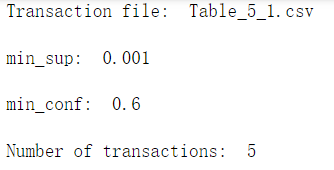 Transaction file:  Table_5_1.csv
min_sup:  0.001
min_conf:  0.6
Number of transactions:  5